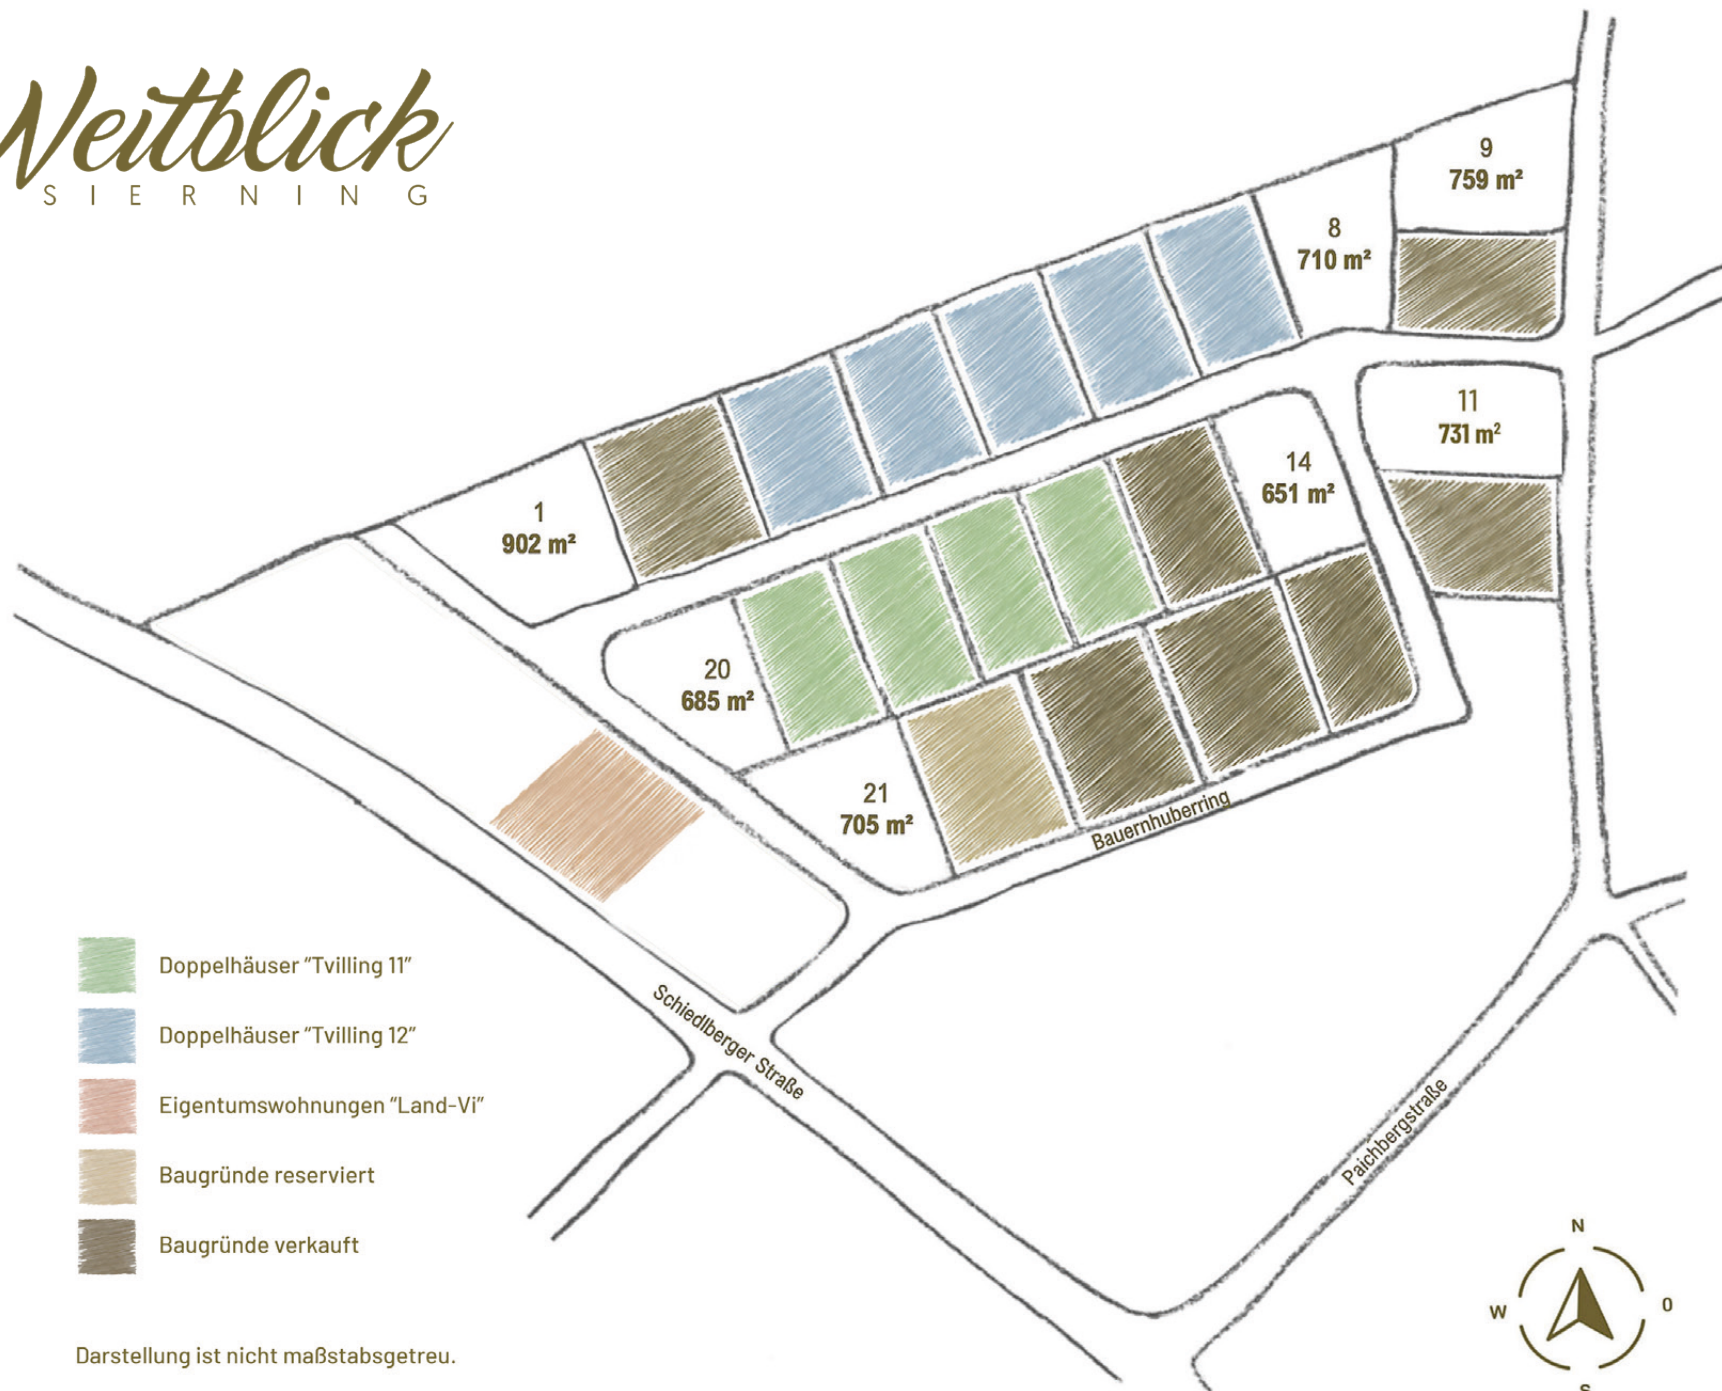 Weitblick
SIERNING
9
759 m²
8
710 m²
11
731 m²
14
651 m²
1
902 m²
20
685 m²
21
705 m²
Bauernhuberring
Schiedlberger Straße
Paichbergstraße
Doppelhäuser "Tvilling 11"
Doppelhäuser "Tvilling 12"
Eigentumswohnungen "Land-Vi"
Baugründe reserviert
Baugründe verkauft
Darstellung ist nicht maßstabsgetreu.
N
W
O
S